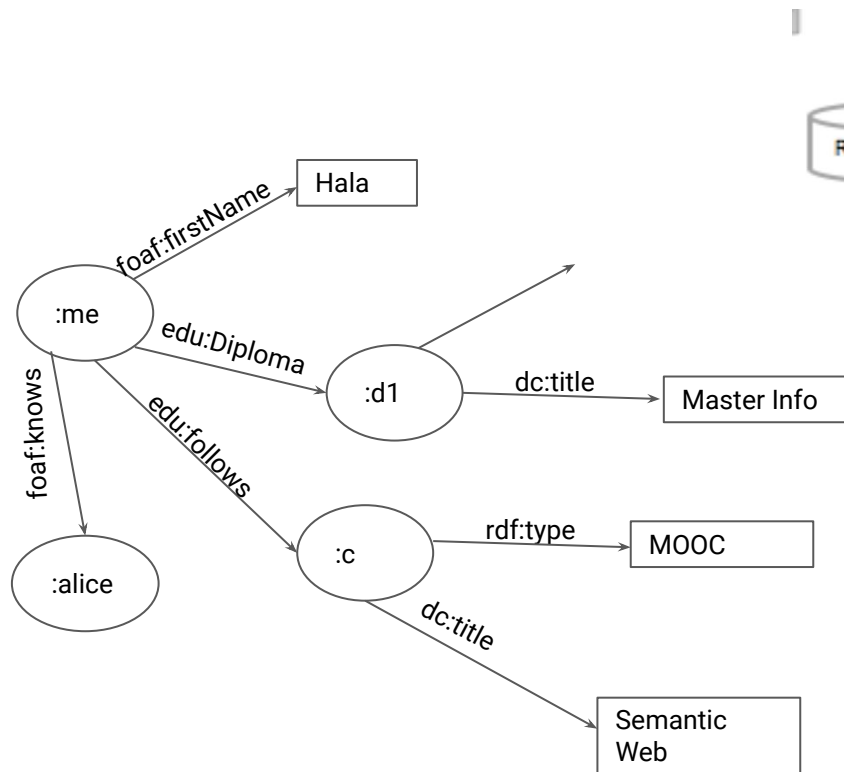 R
Hala
foaf:firstName
:me
edu:Diploma
:d1
dc:title
Master Info
foaf:knows
edu:follows
:c
rdf:type
MOOC
:alice
dc:title
Semantic
Web